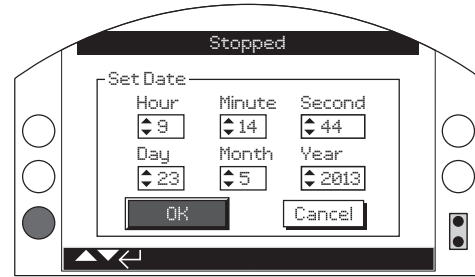 Stopped
Set Date
Hour Minute Second
9 14 44
Day Month Year
23 5 2013
OK Cancel